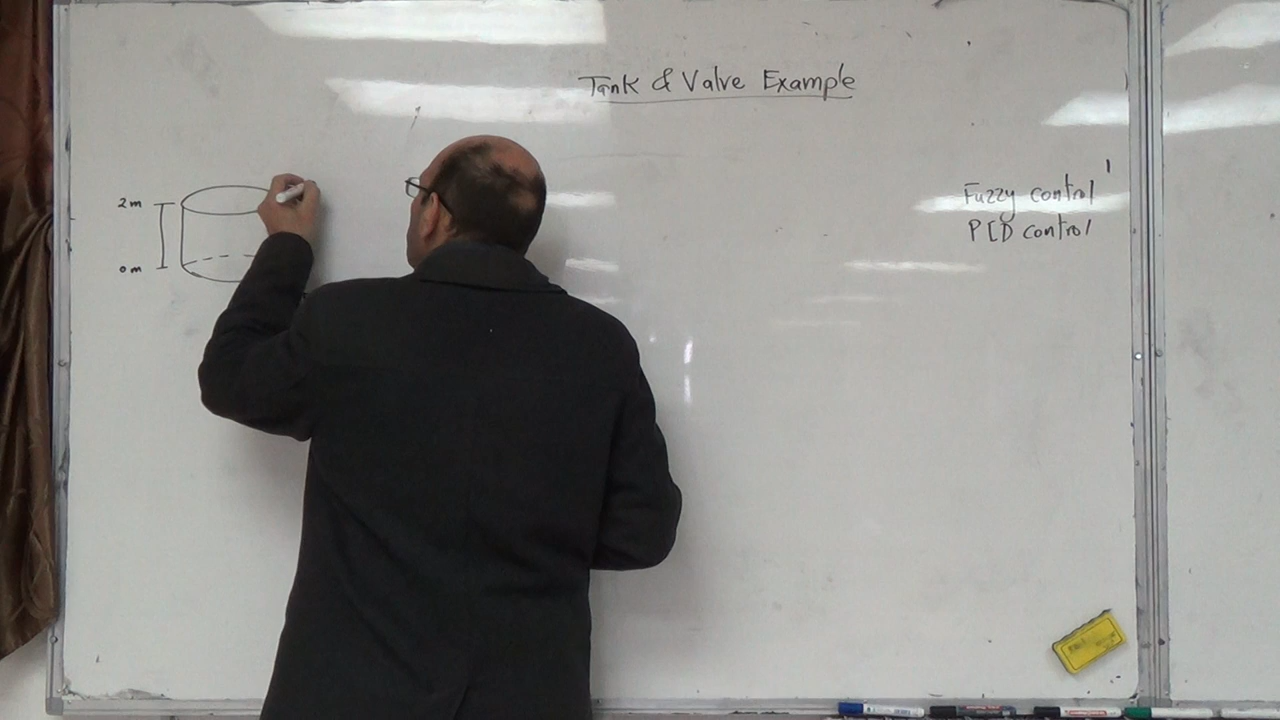 Tank & Valve Example
2m
0m
Fuzzy control
PID control